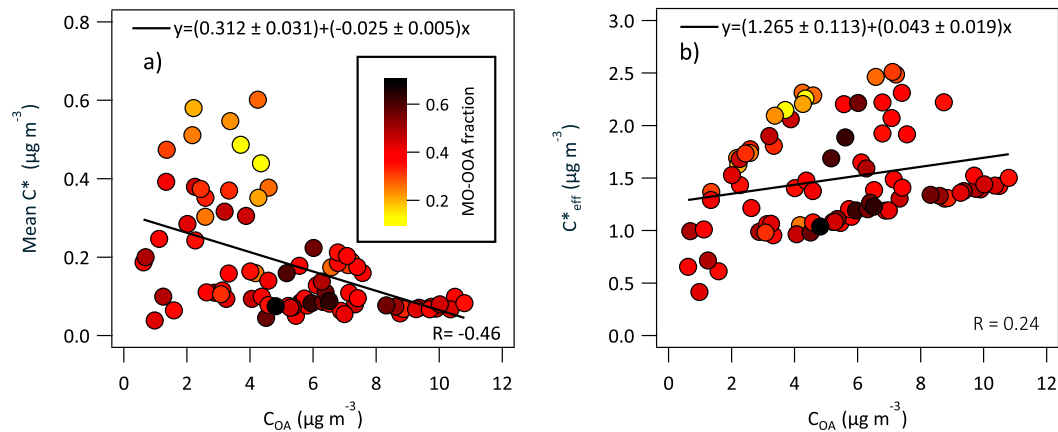 y=(0.312 ± 0.031)+(-0.025 ± 0.005)x
a)
0.8
0.6
0.4
0.2
0.0
Mean C* (µg m⁻³)
0.6
0.4
0.2
MO-OOA fraction
R= -0.46
0 2 4 6 8 10 12
C_OA (µg m⁻³)
y=(1.265 ± 0.113)+(0.043 ± 0.019)x
b)
3.0
2.5
2.0
1.5
1.0
0.5
0.0
C*_eff (µg m⁻³)
R = 0.24
0 2 4 6 8 10 12
C_OA (µg m⁻³)